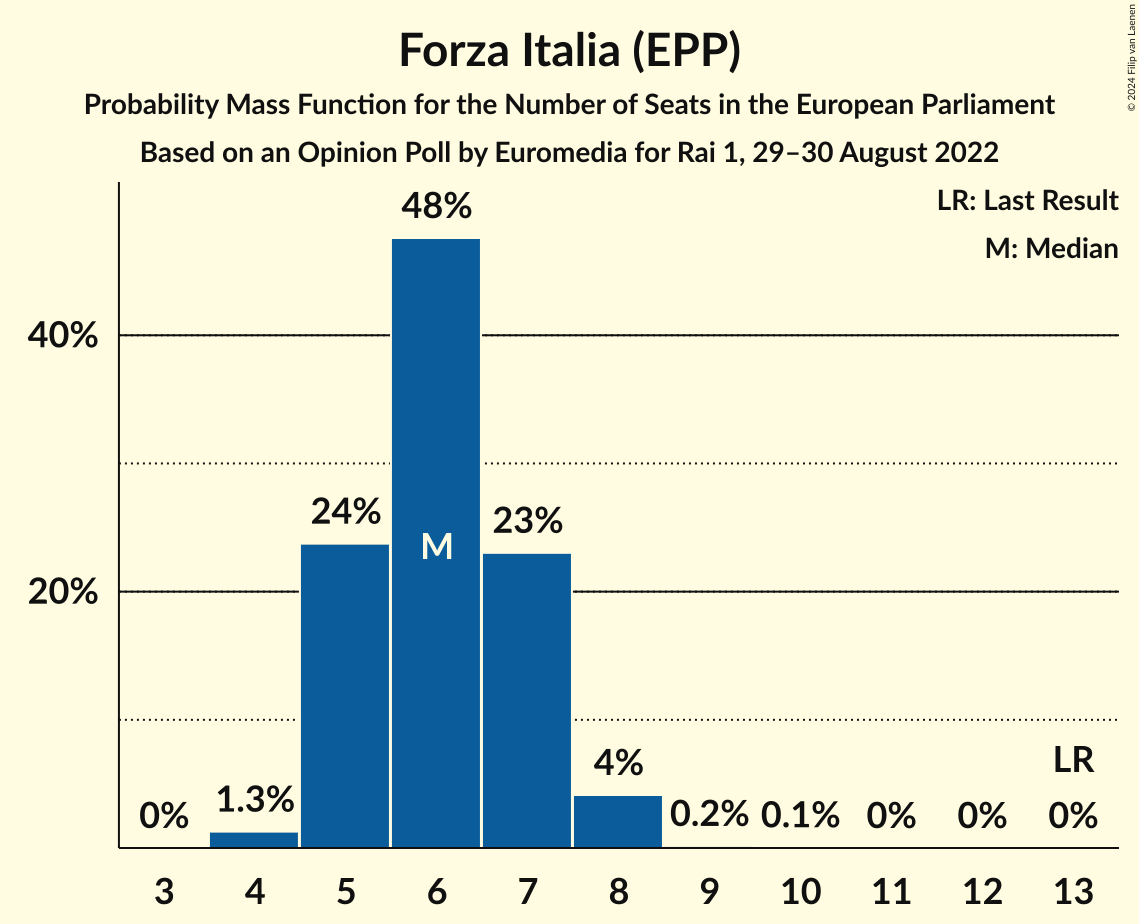 Forza Italia (EPP)
Probability Mass Function for the Number of Seats in the European Parliament
Based on an Opinion Poll by Euromedia for Rai 1, 29–30 August 2022
© 2024 Filip van Laenen
LR: Last Result
M: Median
48%
40%
24%
23%
M
20%
4%
LR
1.3%
0%
0.2%
0.1%
0%
0%
0%
3 4 5 6 7 8 9 10 11 12 13